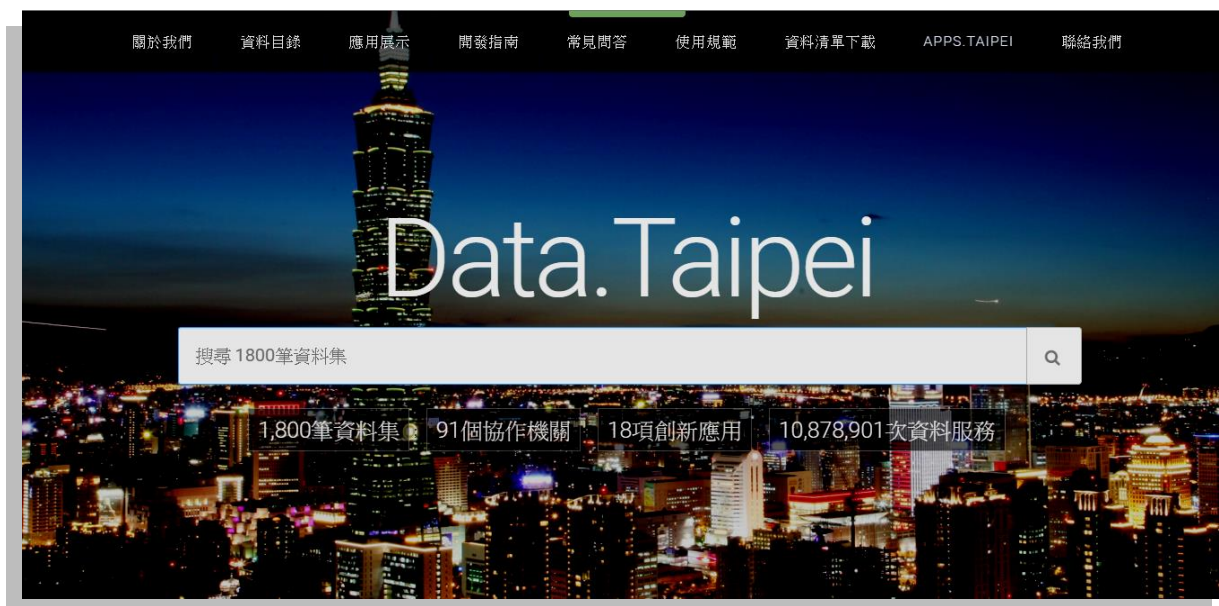 關於我們 資料目錄 應用展示 開發指南 常見問答 使用規範 資料清單下載 APPS.TAIPEI 聯絡我們
Data.Taipei
搜尋 1800筆資料集
1,800筆資料集 91個協作機關 18項創新應用 10,878,901次資料服務